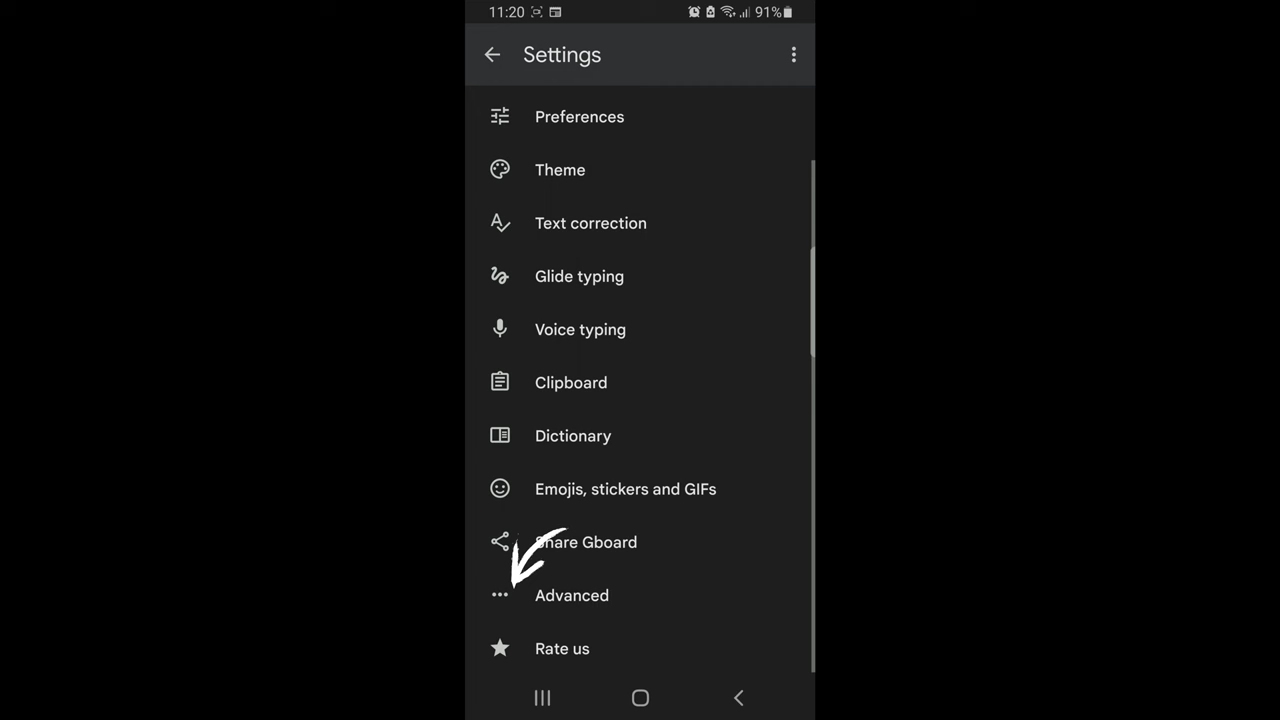 11:20 91%
Settings
Preferences
Theme
Text correction
Glide typing
Voice typing
Clipboard
Dictionary
Emojis, stickers and GIFs
Share Gboard
Advanced
Rate us